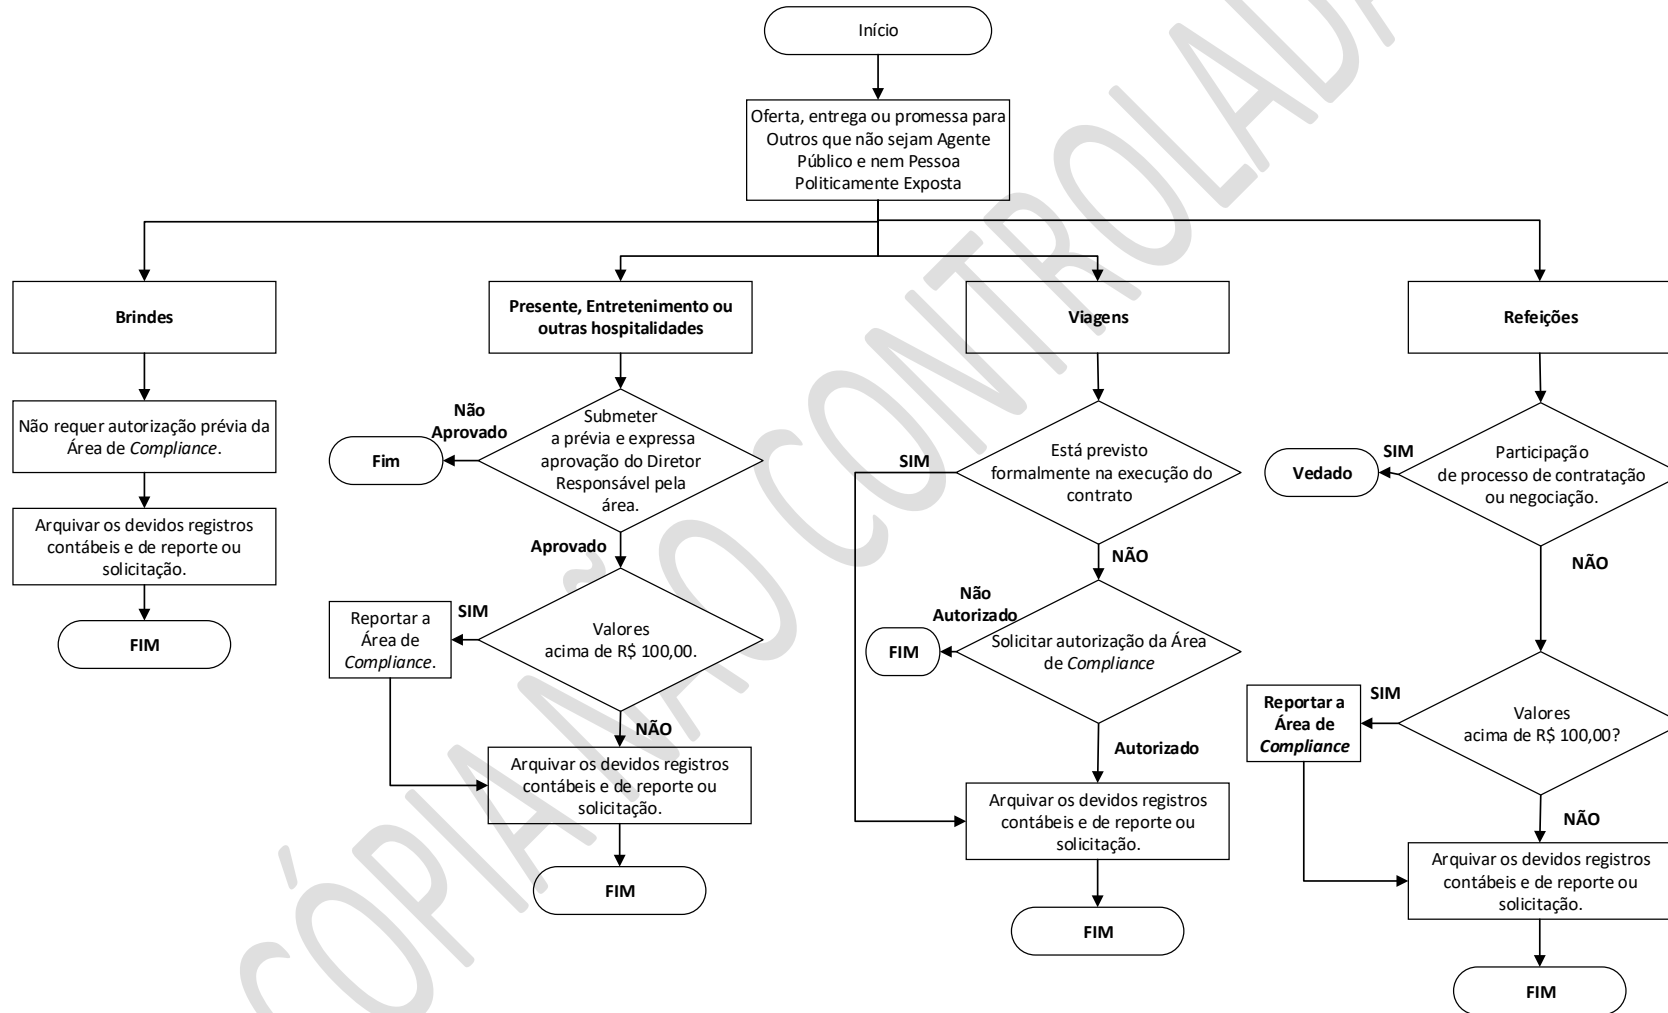 Início
Oferta, entrega ou promessa para
Outros que não sejam Agente
Público e nem Pessoa
Politicamente Exposta
Brindes
Não requer autorização prévia da
Área de Compliance.
Arquivar os devidos registros
contábeis e de reporte ou
solicitação.
FIM
Presente, Entretenimento ou
outras hospitalidades
Submeter
a prévia e expressa
aprovação do Diretor
Responsável pela
área.
Não
Aprovado
Fim
Aprovado
Valores
acima de R$ 100,00.
SIM
Reportar a
Área de
Compliance.
NÃO
Arquivar os devidos registros
contábeis e de reporte ou
solicitação.
FIM
Viagens
Está previsto
formalmente na execução do
contrato
SIM
NÃO
Solicitar autorização da Área
de Compliance
Não
Autorizado
FIM
Autorizado
Arquivar os devidos registros
contábeis e de reporte ou
solicitação.
FIM
Refeições
Participação
de processo de contratação
ou negociação.
SIM
Vedado
NÃO
Valores
acima de R$ 100,00?
SIM
Reportar a
Área de
Compliance
NÃO
Arquivar os devidos registros
contábeis e de reporte ou
solicitação.
FIM
CÓPIA NÃO CONTROLADA